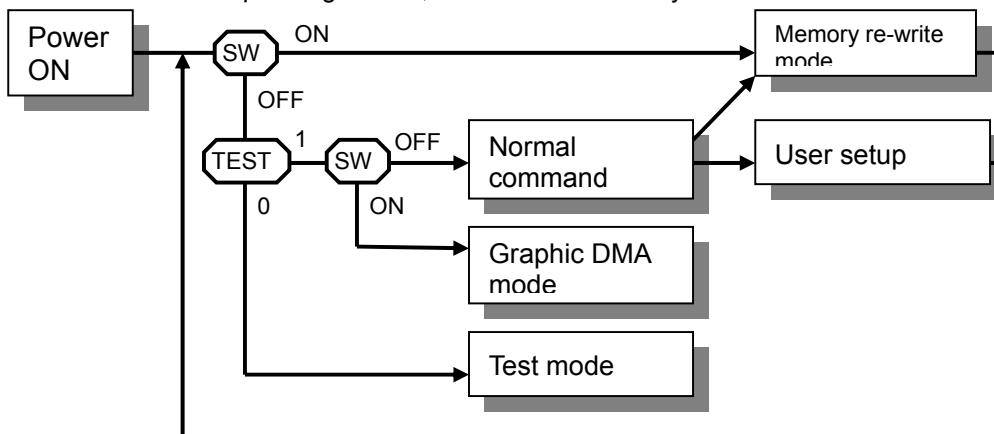 Power
ON
SW
ON
Memory re-write
mode
OFF
TEST
1
SW
OFF
Normal
command
User setup
0
ON
Graphic DMA
mode
Test mode